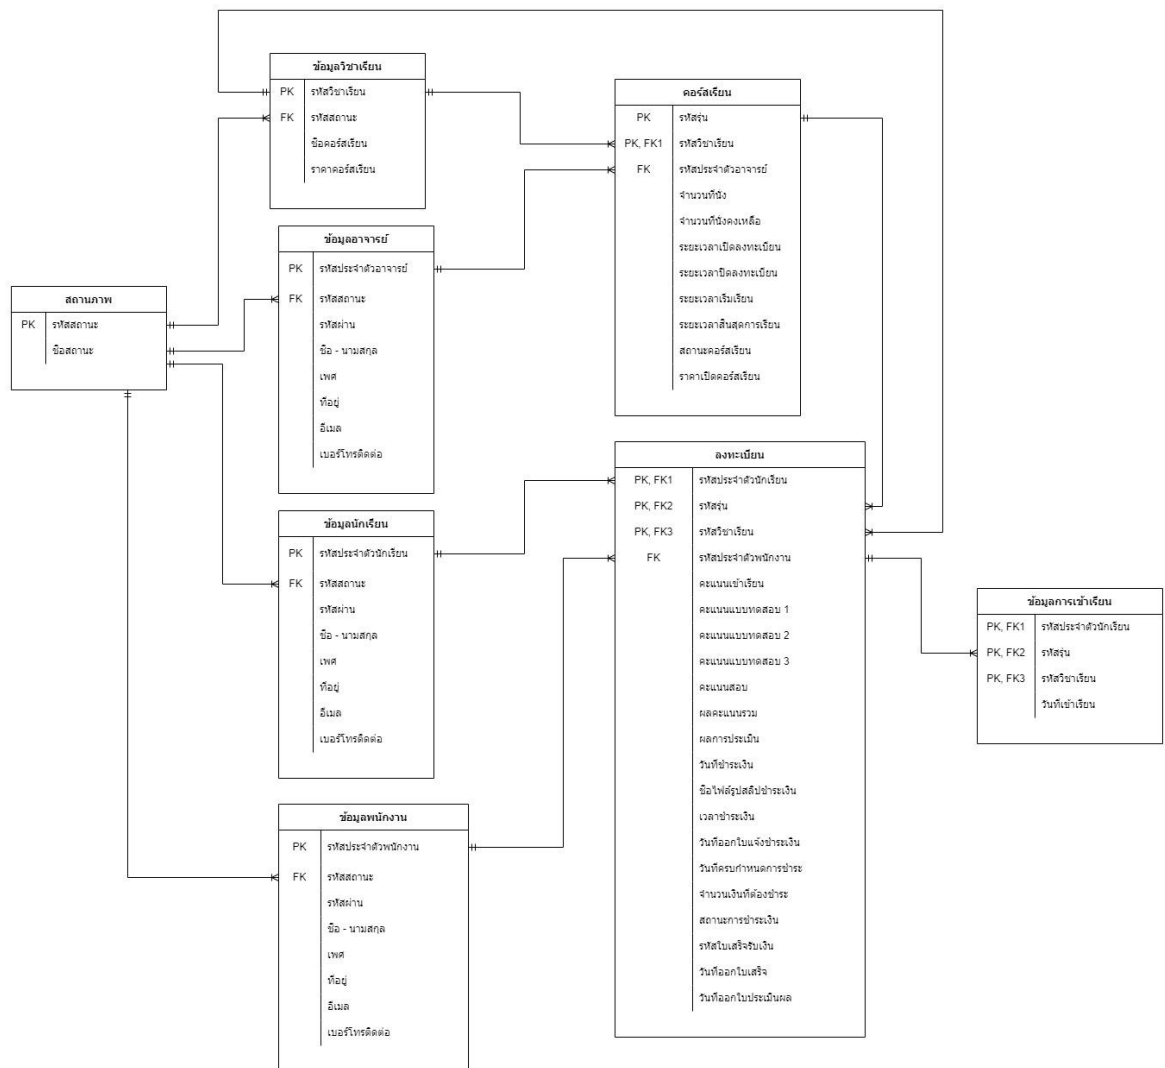 ข้อมูลวิชาเรียน
PK รหัสวิชาเรียน
FK รหัสสถานะ
ชื่อคอร์สเรียน
ราคาคอร์สเรียน
คอร์สเรียน
PK รหัสรุ่น
PK, FK1 รหัสวิชาเรียน
FK รหัสประจำตัวอาจารย์
จำนวนที่นั่ง
จำนวนที่นั่งคงเหลือ
ระยะเวลาเปิดลงทะเบียน
ระยะเวลาปิดลงทะเบียน
ระยะเวลาเริ่มเรียน
ระยะเวลาสิ้นสุดการเรียน
สถานะคอร์สเรียน
ราคาเปิดคอร์สเรียน
ข้อมูลอาจารย์
PK รหัสประจำตัวอาจารย์
FK รหัสสถานะ
รหัสผ่าน
ชื่อ - นามสกุล
เพศ
ที่อยู่
อีเมล
เบอร์โทรติดต่อ
สถานภาพ
PK รหัสสถานะ
ชื่อสถานะ
ลงทะเบียน
PK, FK1 รหัสประจำตัวนักเรียน
PK, FK2 รหัสรุ่น
PK, FK3 รหัสวิชาเรียน
FK รหัสประจำตัวพนักงาน
คะแนนเข้าเรียน
คะแนนแบบทดสอบ 1
คะแนนแบบทดสอบ 2
คะแนนแบบทดสอบ 3
คะแนนสอบ
ผลคะแนนรวม
ผลการประเมิน
วันที่ชำระเงิน
ชื่อไฟล์รูปสลิปชำระเงิน
เวลาชำระเงิน
วันที่ออกใบแจ้งชำระเงิน
วันที่ครบกำหนดการชำระ
จำนวนเงินที่ต้องชำระ
สถานะการชำระเงิน
รหัสใบเสร็จรับเงิน
วันที่ออกใบเสร็จ
วันที่ออกใบประเมินผล
ข้อมูลนักเรียน
PK รหัสประจำตัวนักเรียน
FK รหัสสถานะ
รหัสผ่าน
ชื่อ - นามสกุล
เพศ
ที่อยู่
อีเมล
เบอร์โทรติดต่อ
ข้อมูลการเข้าเรียน
PK, FK1 รหัสประจำตัวนักเรียน
PK, FK2 รหัสรุ่น
PK, FK3 รหัสวิชาเรียน
วันที่เข้าเรียน
ข้อมูลพนักงาน
PK รหัสประจำตัวพนักงาน
FK รหัสสถานะ
รหัสผ่าน
ชื่อ - นามสกุล
เพศ
ที่อยู่
อีเมล
เบอร์โทรติดต่อ